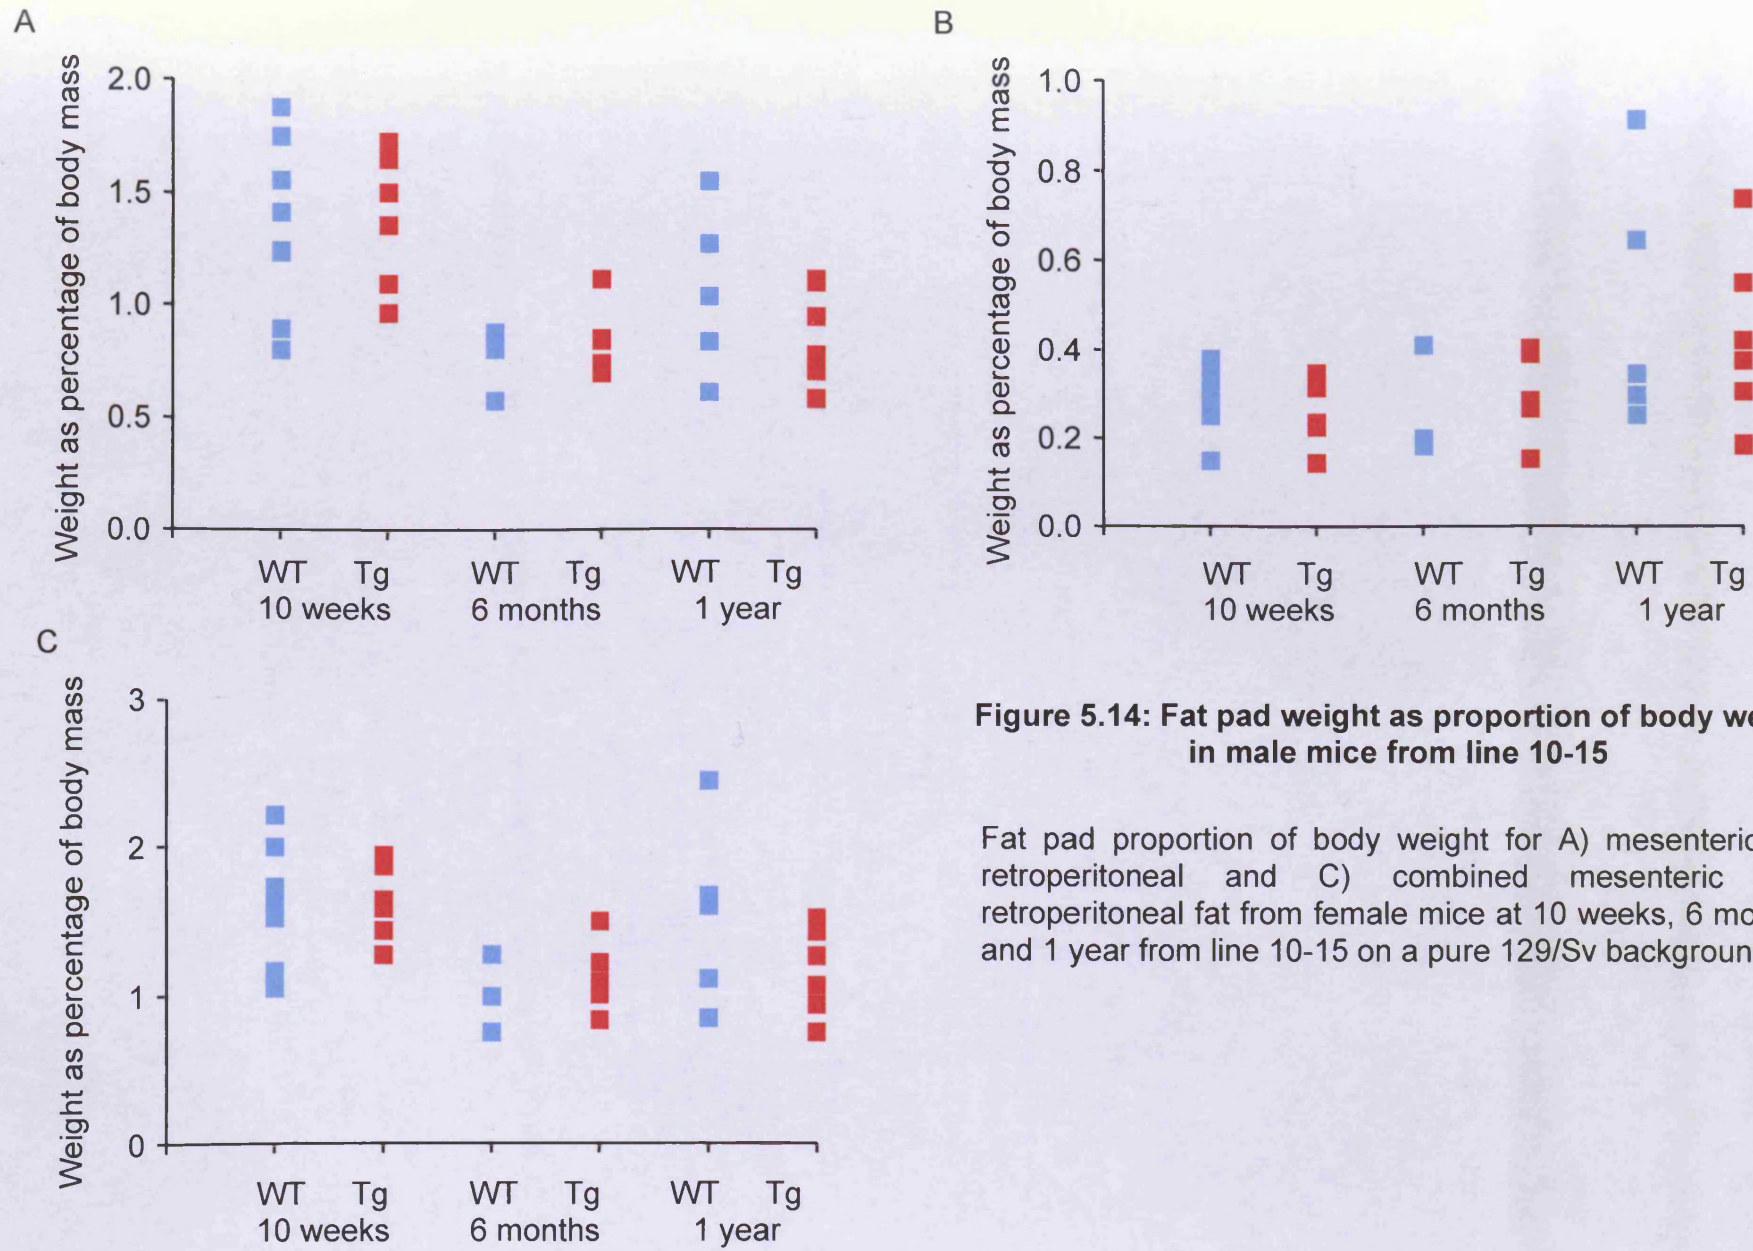 A
Weight as percentage of body mass
2.0
1.5
1.0
0.5
0.0
WT Tg WT Tg WT Tg
10 weeks 6 months 1 year
B
Weight as percentage of body mass
1.0
0.8
0.6
0.4
0.2
0.0
WT Tg WT Tg WT Tg
10 weeks 6 months 1 year
C
Weight as percentage of body mass
3
2
1
0
WT Tg WT Tg WT Tg
10 weeks 6 months 1 year
Figure 5.14: Fat pad weight as proportion of body
in male mice from line 10-15
Fat pad proportion of body weight for A) mesenteric
retroperitoneal and C) combined mesenteric
retroperitoneal fat from female mice at 10 weeks, 6
and 1 year from line 10-15 on a pure 129/Sv